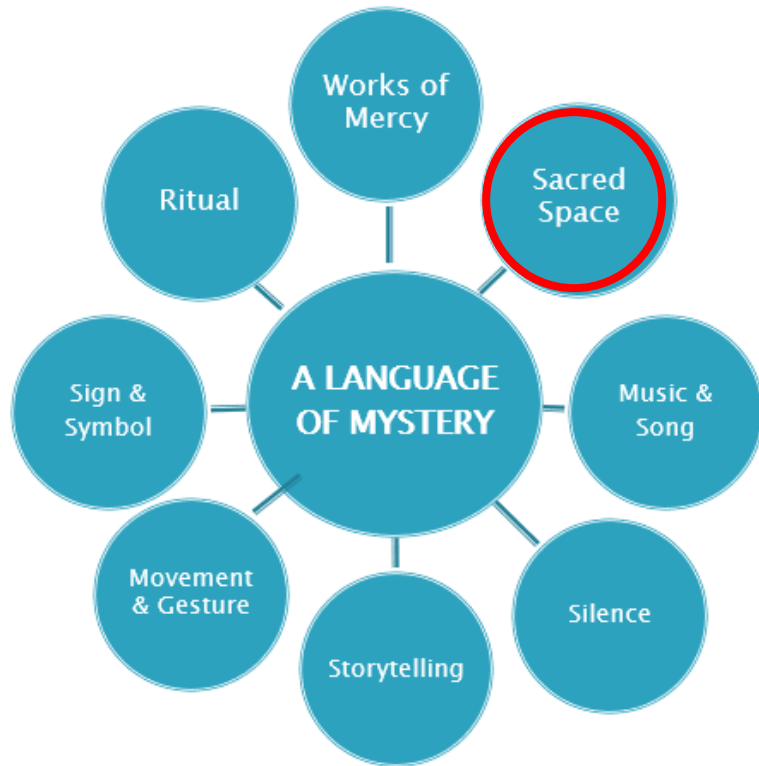 Works of
Mercy
Sacred
Space
Ritual
A LANGUAGE
OF MYSTERY
Sign &
Symbol
Music &
Song
Movement
& Gesture
Silence
Storytelling